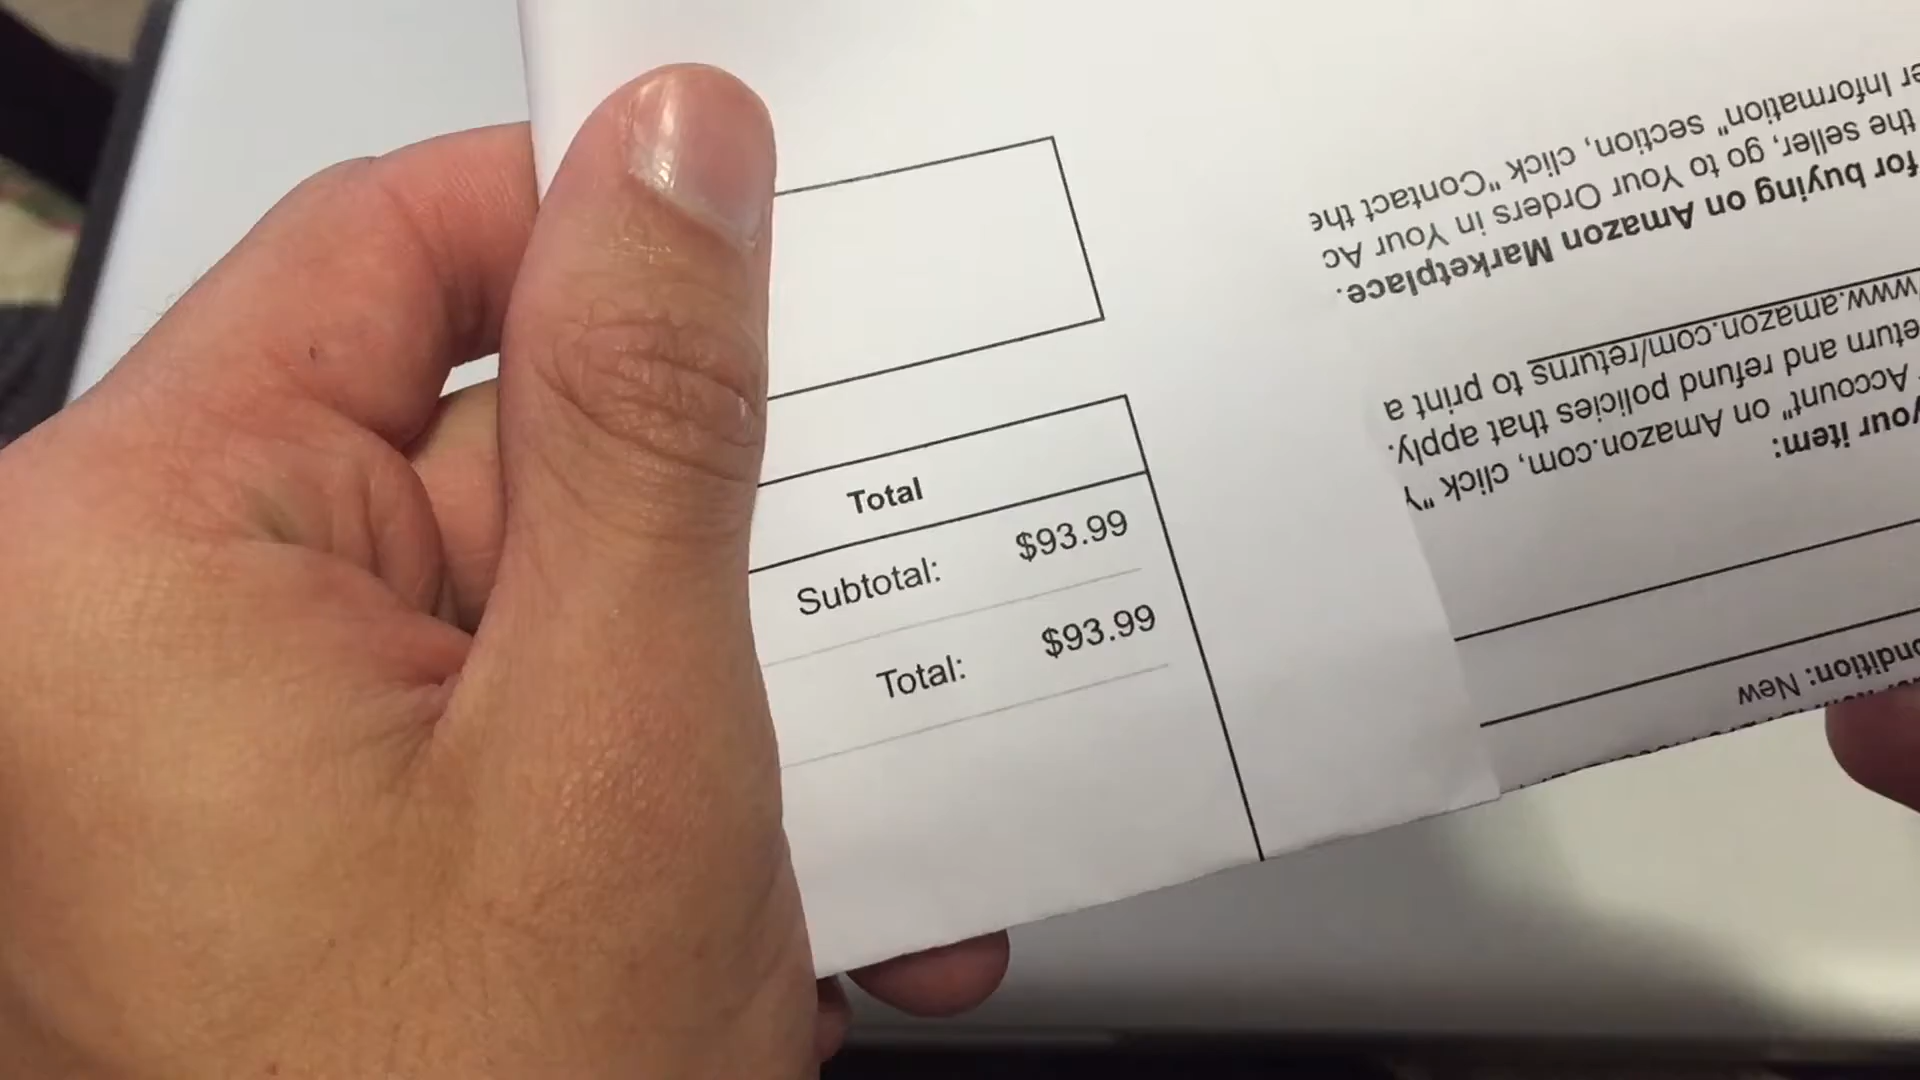 Total
Subtotal: $93.99
Total: $93.99
ondition: New
your item:
Account" on Amazon.com, click "Y
eturn and refund policies that apply.
www.amazon.com/returns to print a
for buying on Amazon Marketplace.
the seller, go to Your Orders in Your Ac
er Information" section, click "Contact the